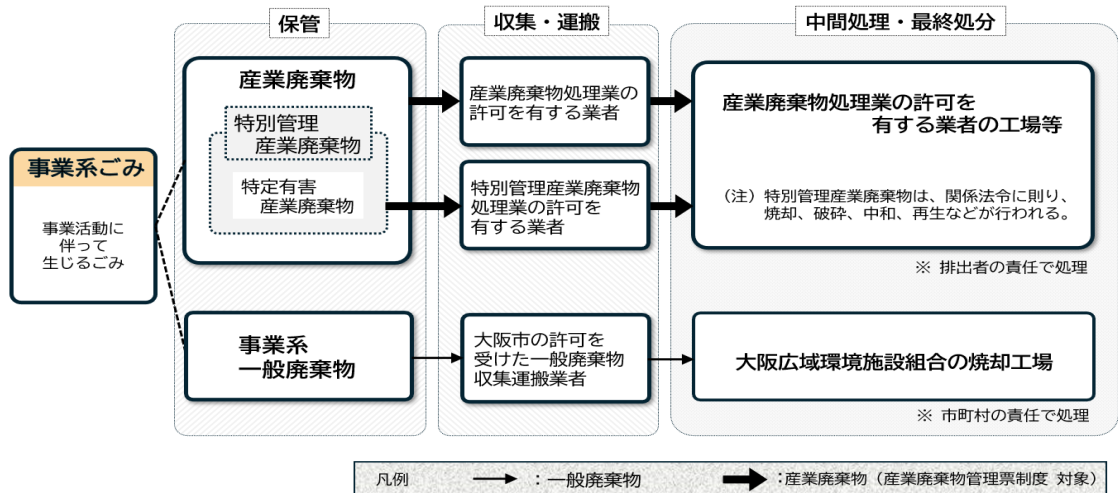 保管
収集・運搬
中間処理・最終処分
事業系ごみ
事業活動に
伴って
生じるごみ
産業廃棄物
特別管理
産業廃棄物
特定有害
産業廃棄物
産業廃棄物処理業の
許可を有する業者
特別管理産業廃棄物
処理業の許可を
有する業者
産業廃棄物処理業の許可を
有する業者の工場等
（注）特別管理産業廃棄物は、関係法令に則り、
焼却、破砕、中和、再生などが行われる。
※ 排出者の責任で処理
事業系
一般廃棄物
大阪市の許可を
受けた一般廃棄物
収集運搬業者
大阪広域環境施設組合の焼却工場
※ 市町村の責任で処理
凡例 ：一般廃棄物 :産業廃棄物（産業廃棄物管理票制度 対象）